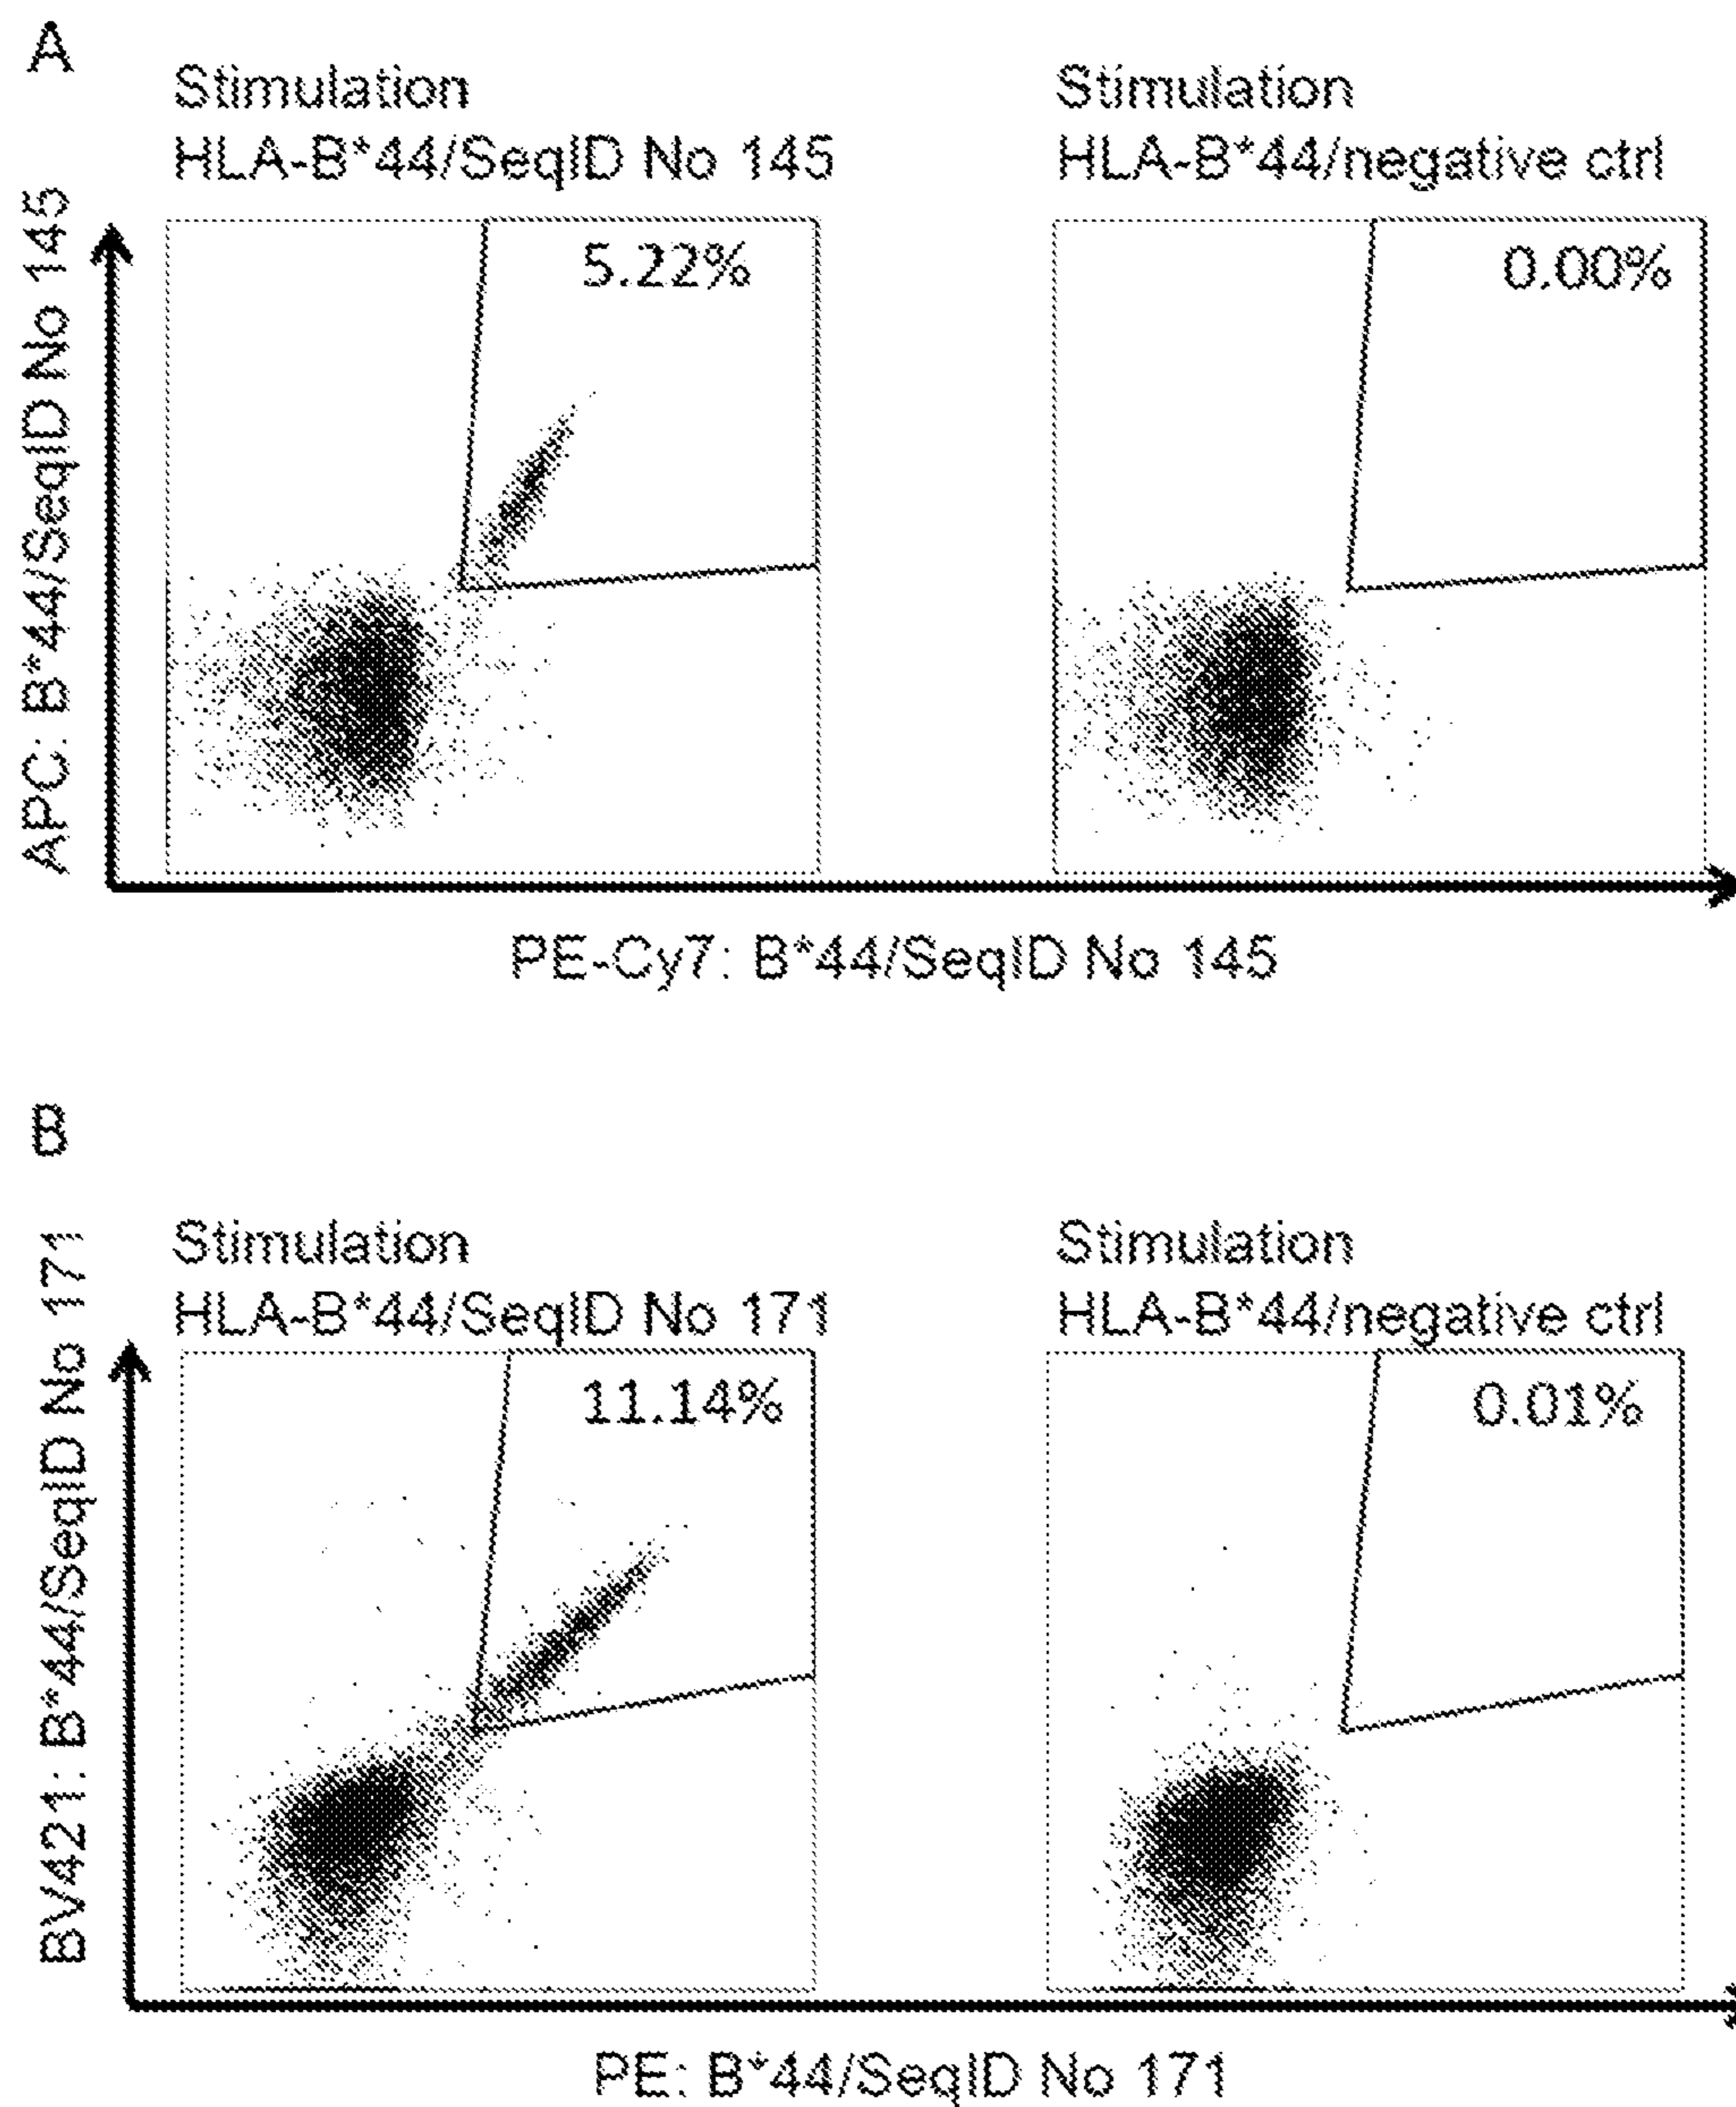 A
Stimulation
HLA-B*44/SeqID No 145
Stimulation
HLA-B*44/negative ctrl
APC: B*44/SeqID No 145
5.22%
0.00%
PE-Cy7: B*44/SeqID No 145
B
Stimulation
HLA-B*44/SeqID No 171
Stimulation
HLA-B*44/negative ctrl
BV421: B*44/SeqID No 171
11.14%
0.01%
PE: B*44/SeqID No 171